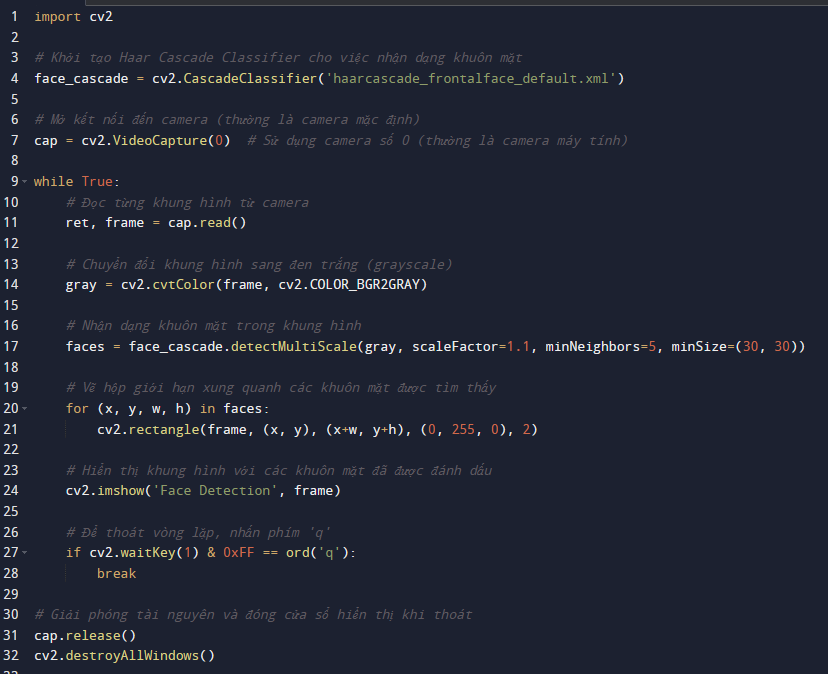 1 import cv2
2
3 # Khởi tạo Haar Cascade Classifier cho việc nhận dạng khuôn mặt
4 face_cascade = cv2.CascadeClassifier('haarcascade_frontalface_default.xml')
5
6 # Mở kết nối đến camera (thường là camera mặc định)
7 cap = cv2.VideoCapture(0)  # Sử dụng camera số 0 (thường là camera máy tính)
8
9 while True:
10     # Đọc từng khung hình từ camera
11     ret, frame = cap.read()
12
13     # Chuyển đổi khung hình sang đen trắng (grayscale)
14     gray = cv2.cvtColor(frame, cv2.COLOR_BGR2GRAY)
15
16     # Nhận dạng khuôn mặt trong khung hình
17     faces = face_cascade.detectMultiScale(gray, scaleFactor=1.1, minNeighbors=5, minSize=(30, 30))
18
19     # Vẽ hộp giới hạn xung quanh các khuôn mặt được tìm thấy
20     for (x, y, w, h) in faces:
21         cv2.rectangle(frame, (x, y), (x+w, y+h), (0, 255, 0), 2)
22
23     # Hiển thị khung hình với các khuôn mặt đã được đánh dấu
24     cv2.imshow('Face Detection', frame)
25
26     # Để thoát vòng lặp, nhấn phím 'q'
27     if cv2.waitKey(1) & 0xFF == ord('q'):
28         break
29
30 # Giải phóng tài nguyên và đóng cửa sổ hiển thị khi thoát
31 cap.release()
32 cv2.destroyAllWindows()